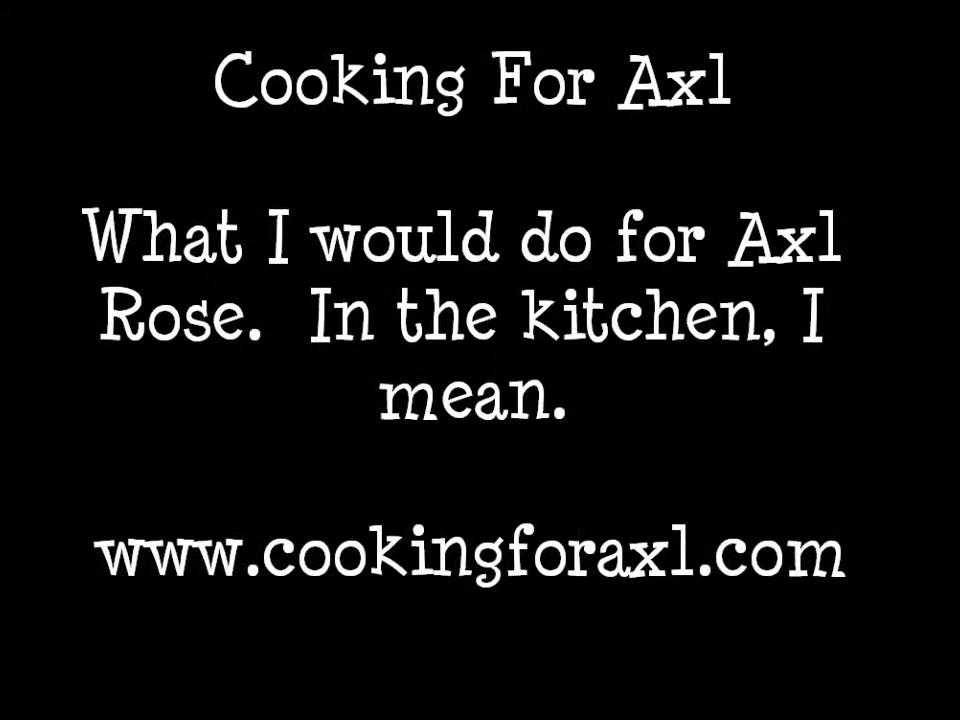 Cooking For Axl
What I would do for Axl
Rose. In the kitchen, I
mean.
www.cookingforaxl.com